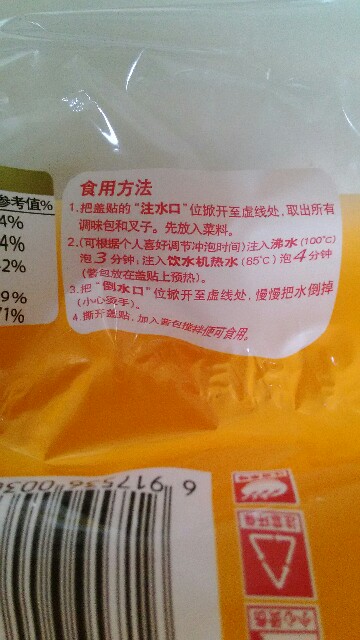 参考值%
4%
4%
2%
9%
71%
食用方法
1.把盖贴的“注水口”位掀开至虚线处,取出所有
调味包和叉子。先放入菜料。
2.(可根据个人喜好调节冲泡时间)注入沸水(100℃)
泡3分钟;注入饮水机热水(85℃)泡4分钟
(酱包放在盖贴上预热)。
3.把“倒水口”位掀开至虚线处,慢慢把水倒掉
(小心烫手)。
4.撕开盖贴,加入酱包搅拌便可食用。
6 917536 003